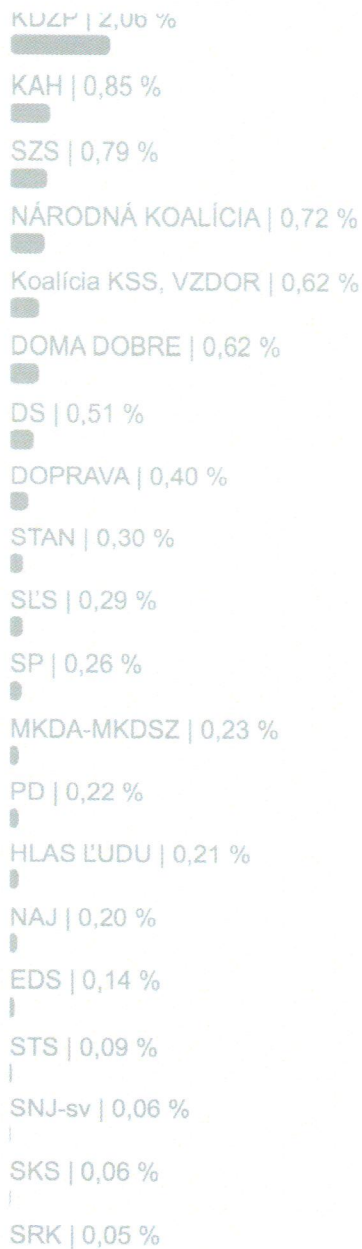 KDZP | 2,06 %
KAH | 0,85 %
SZS | 0,79 %
NÁRODNÁ KOALÍCIA | 0,72 %
Koalícia KSS, VZDOR | 0,62 %
DOMA DOBRE | 0,62 %
DS | 0,51 %
DOPRAVA | 0,40 %
STAN | 0,30 %
SĽS | 0,29 %
SP | 0,26 %
MKDA-MKDSZ | 0,23 %
PD | 0,22 %
HLAS ĽUDU | 0,21 %
NAJ | 0,20 %
EDS | 0,14 %
STS | 0,09 %
SNJ-sv | 0,06 %
SKS | 0,06 %
SRK | 0,05 %